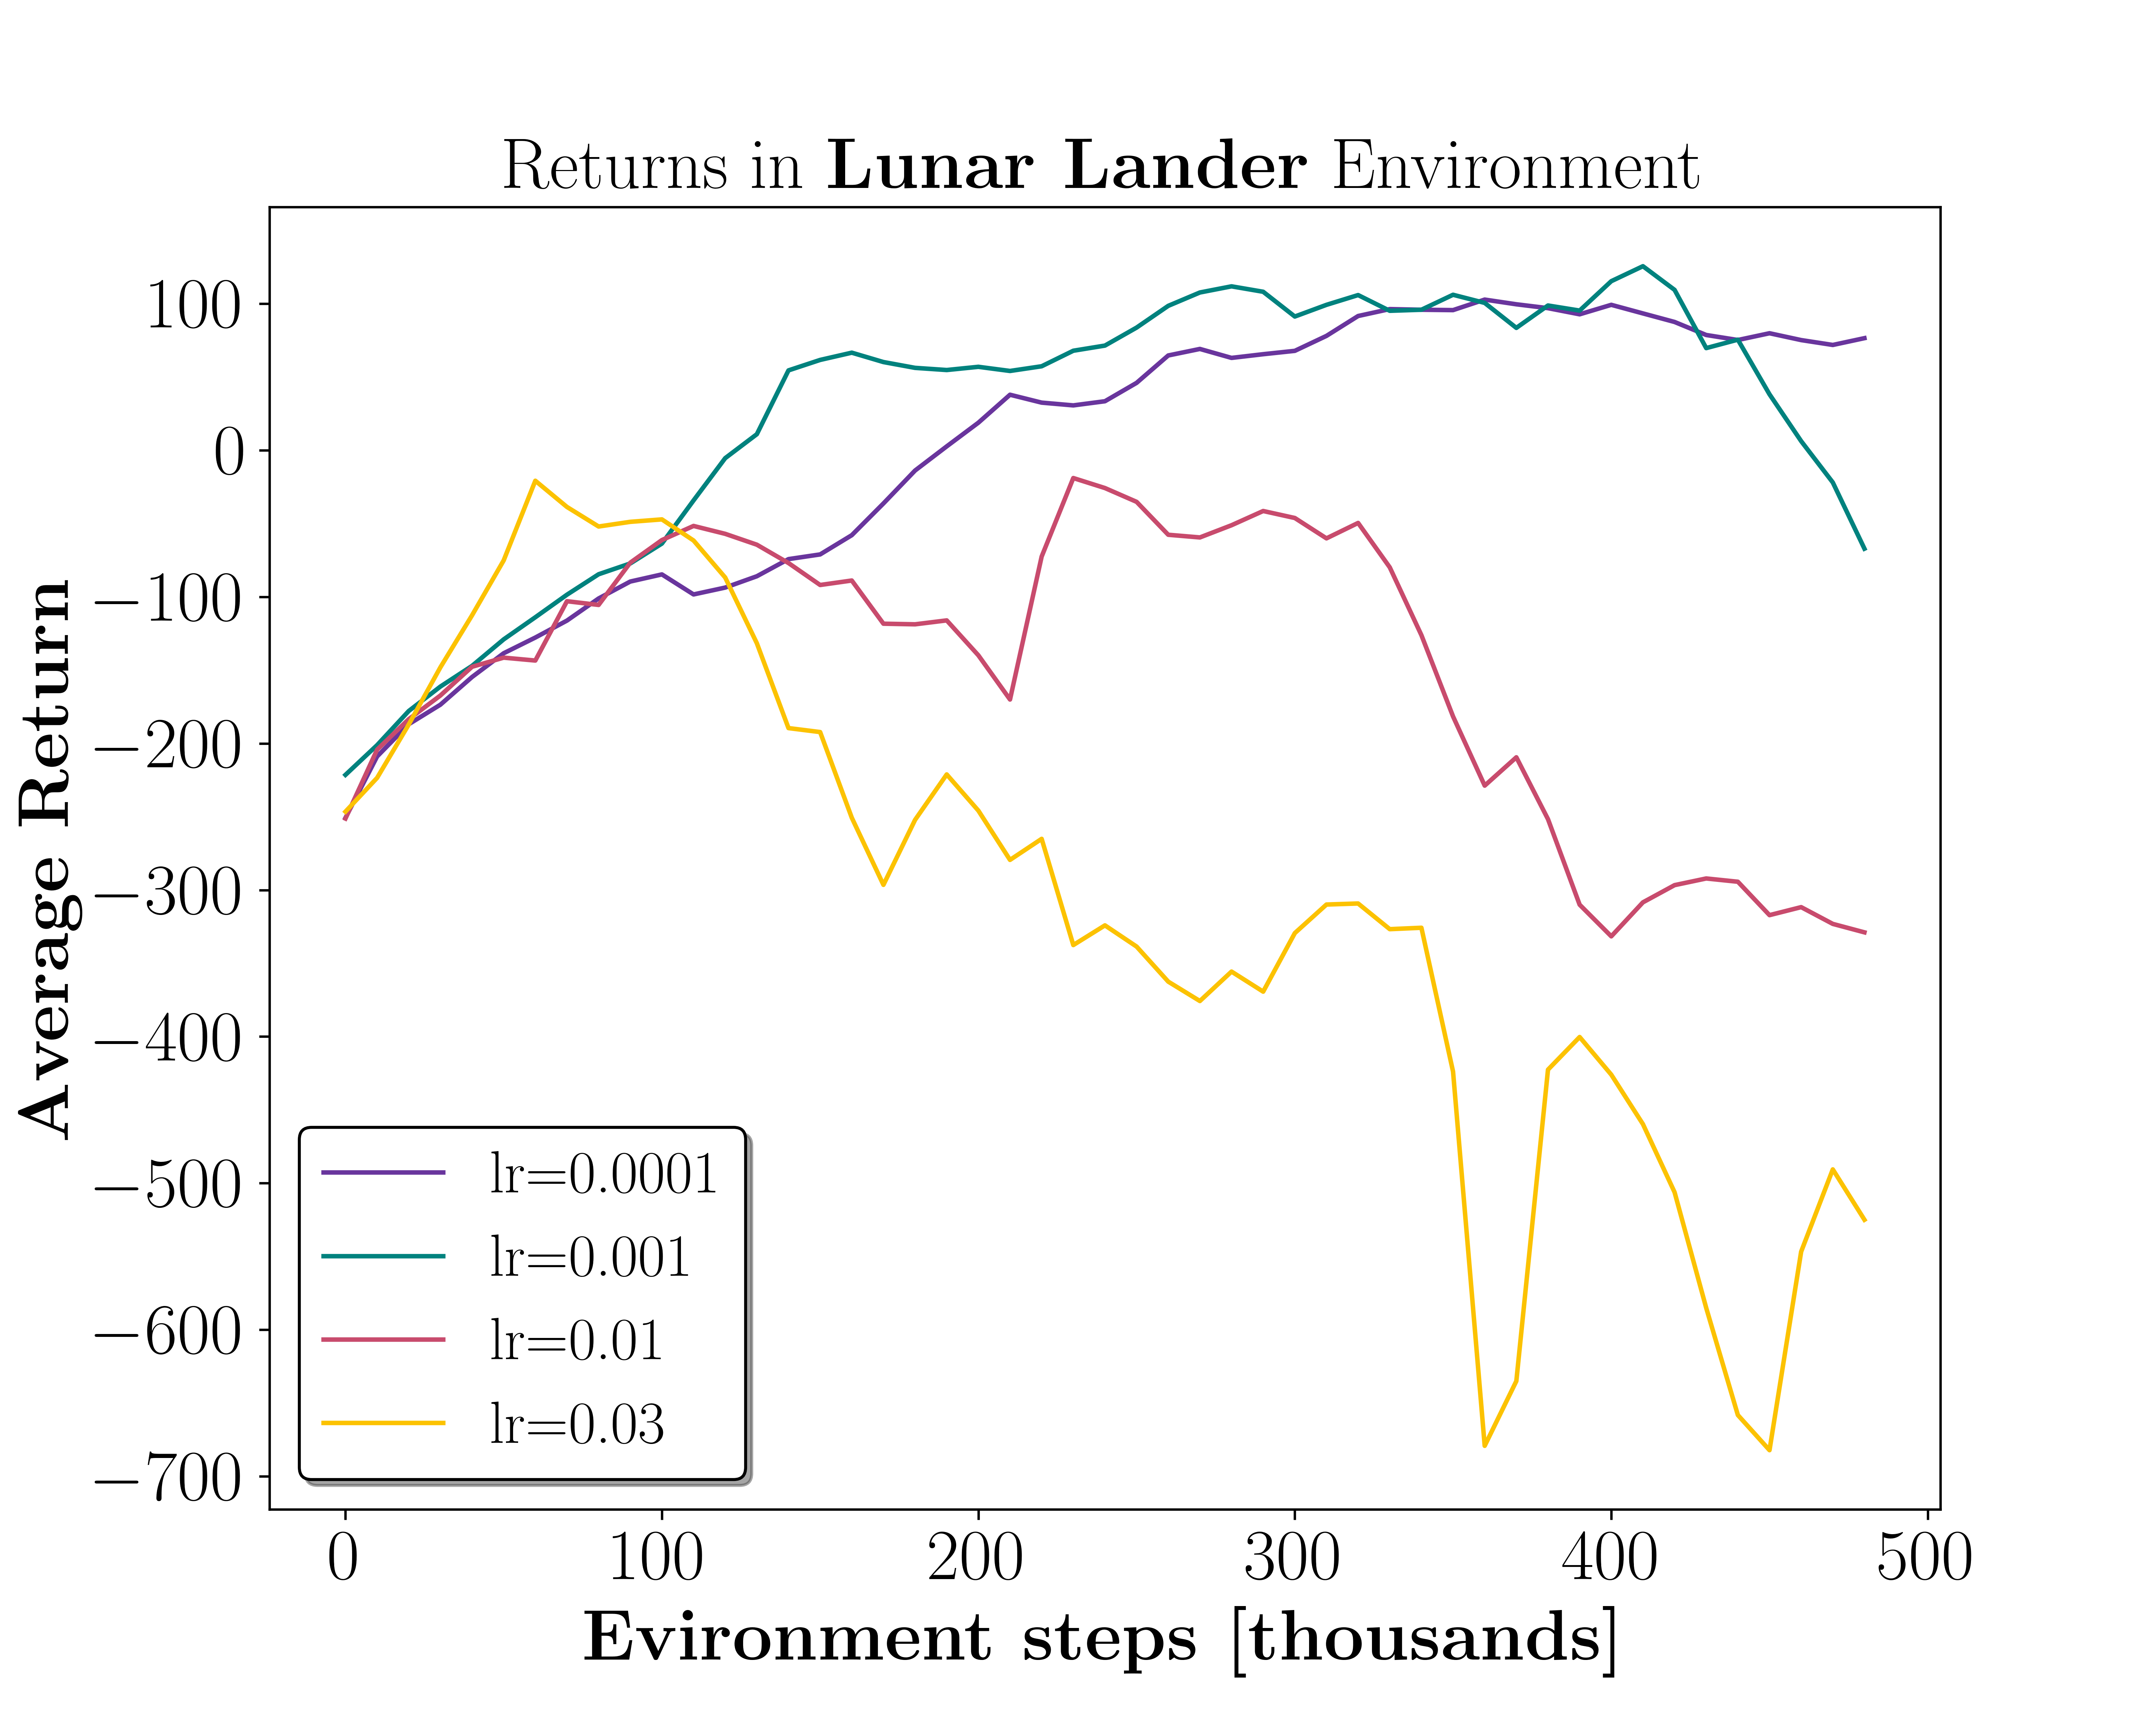 Returns in Lunar Lander Environment
Average Return
100
0
−100
−200
−300
−400
−500
−600
−700
lr=0.0001
lr=0.001
lr=0.01
lr=0.03
0 100 200 300 400 500
Evironment steps [thousands]